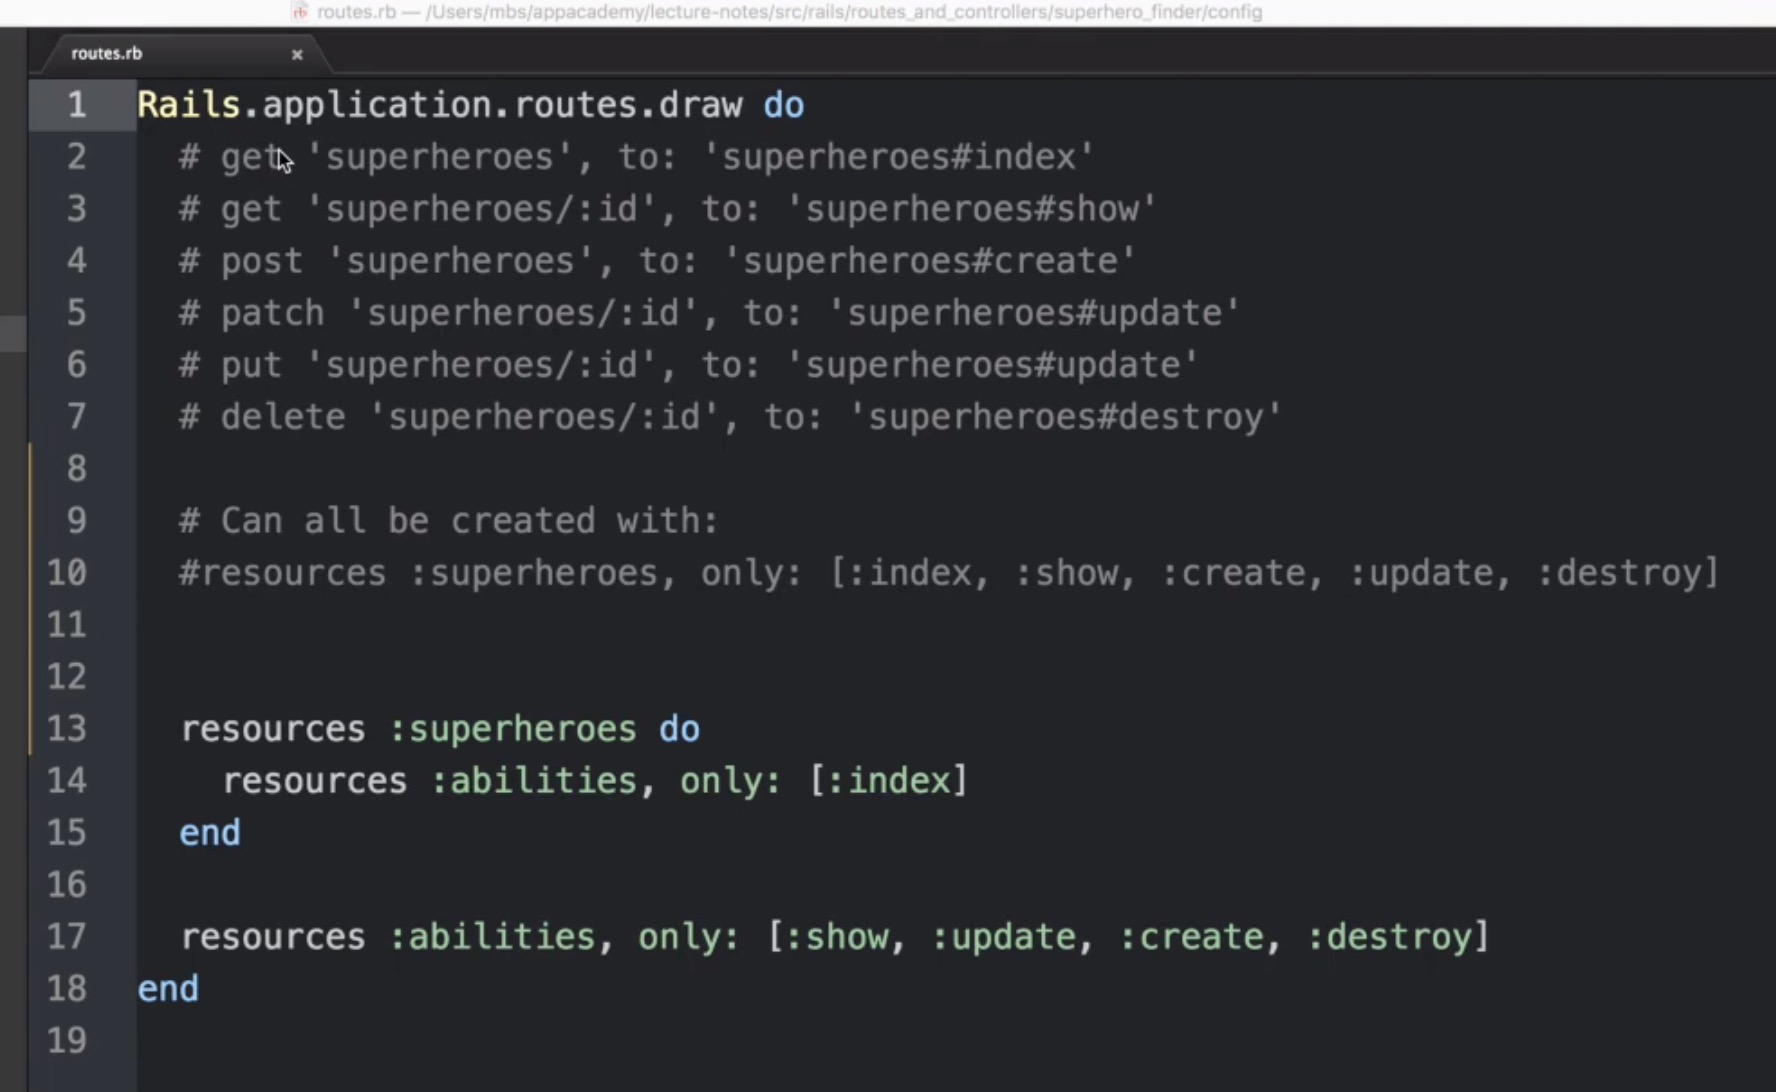 routes.rb — /Users/mbs/appacademy/lecture-notes/src/rails/routes_and_controllers/superhero_finder/config
routes.rb ×
1 Rails.application.routes.draw do
2 # get 'superheroes', to: 'superheroes#index'
3 # get 'superheroes/:id', to: 'superheroes#show'
4 # post 'superheroes', to: 'superheroes#create'
5 # patch 'superheroes/:id', to: 'superheroes#update'
6 # put 'superheroes/:id', to: 'superheroes#update'
7 # delete 'superheroes/:id', to: 'superheroes#destroy'
8
9 # Can all be created with:
10 #resources :superheroes, only: [:index, :show, :create, :update, :destroy]
11
12
13 resources :superheroes do
14 resources :abilities, only: [:index]
15 end
16
17 resources :abilities, only: [:show, :update, :create, :destroy]
18 end
19